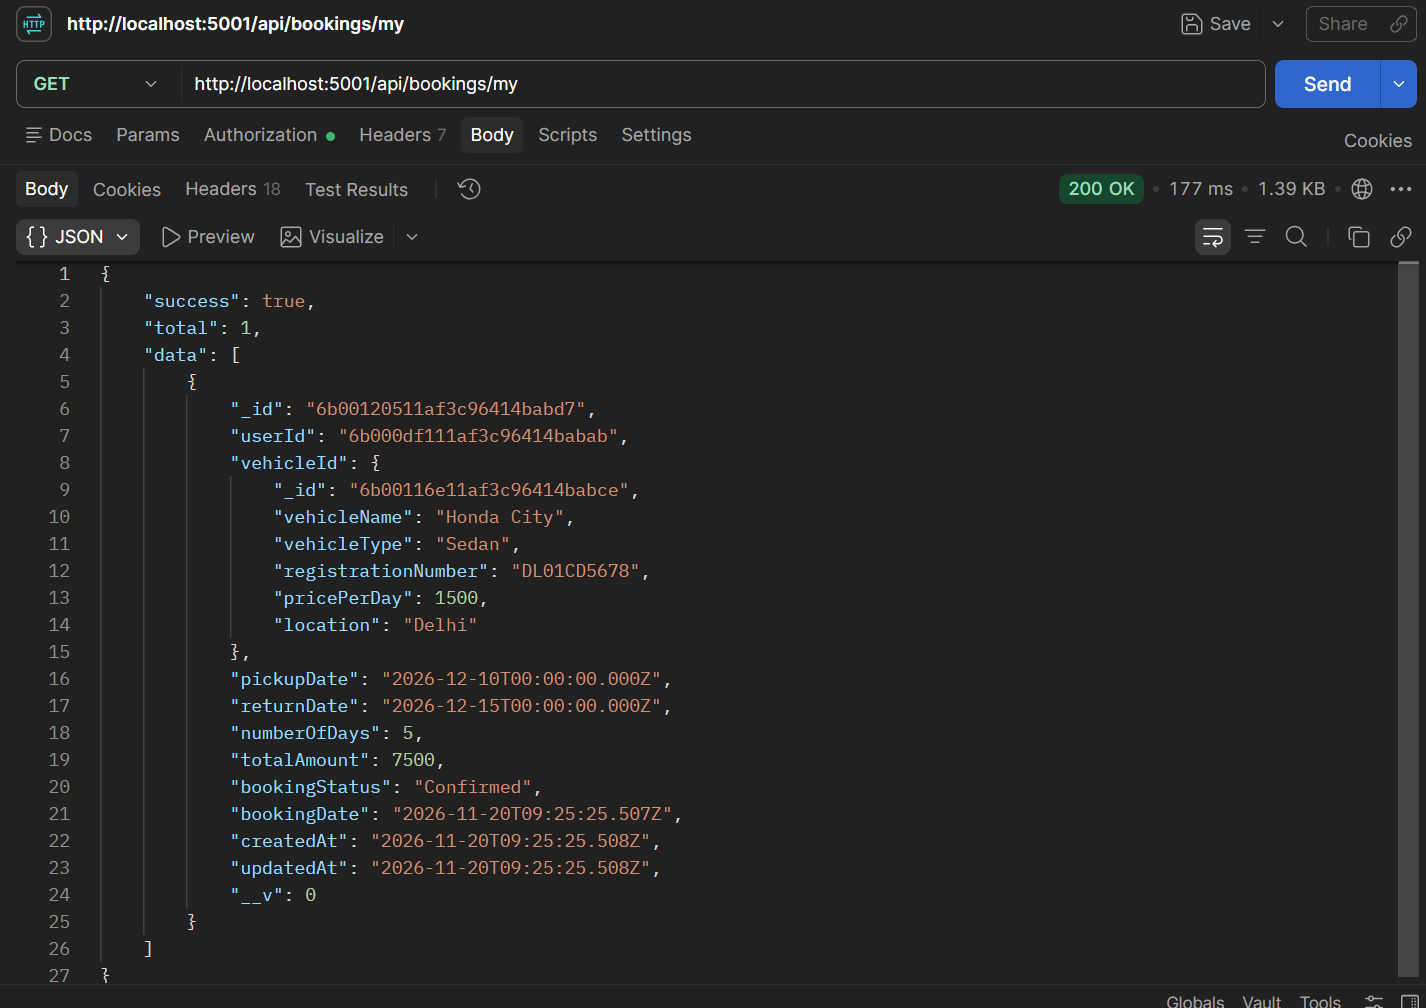 HTTP http://localhost:5001/api/bookings/my Save Share
GET http://localhost:5001/api/bookings/my Send
Docs Params Authorization Headers 7 Body Scripts Settings Cookies
Body Cookies Headers 18 Test Results 200 OK • 177 ms • 1.39 KB •
{} JSON Preview Visualize
1 {
2 "success": true,
3 "total": 1,
4 "data": [
5 {
6 "_id": "6b00120511af3c96414babd7",
7 "userId": "6b000df111af3c96414babab",
8 "vehicleId": {
9 "_id": "6b00116e11af3c96414babce",
10 "vehicleName": "Honda City",
11 "vehicleType": "Sedan",
12 "registrationNumber": "DL01CD5678",
13 "pricePerDay": 1500,
14 "location": "Delhi"
15 },
16 "pickupDate": "2026-12-10T00:00:00.000Z",
17 "returnDate": "2026-12-15T00:00:00.000Z",
18 "numberOfDays": 5,
19 "totalAmount": 7500,
20 "bookingStatus": "Confirmed",
21 "bookingDate": "2026-11-20T09:25:25.507Z",
22 "createdAt": "2026-11-20T09:25:25.508Z",
23 "updatedAt": "2026-11-20T09:25:25.508Z",
24 "__v": 0
25 }
26 ]
27 }
Globals Vault Tools